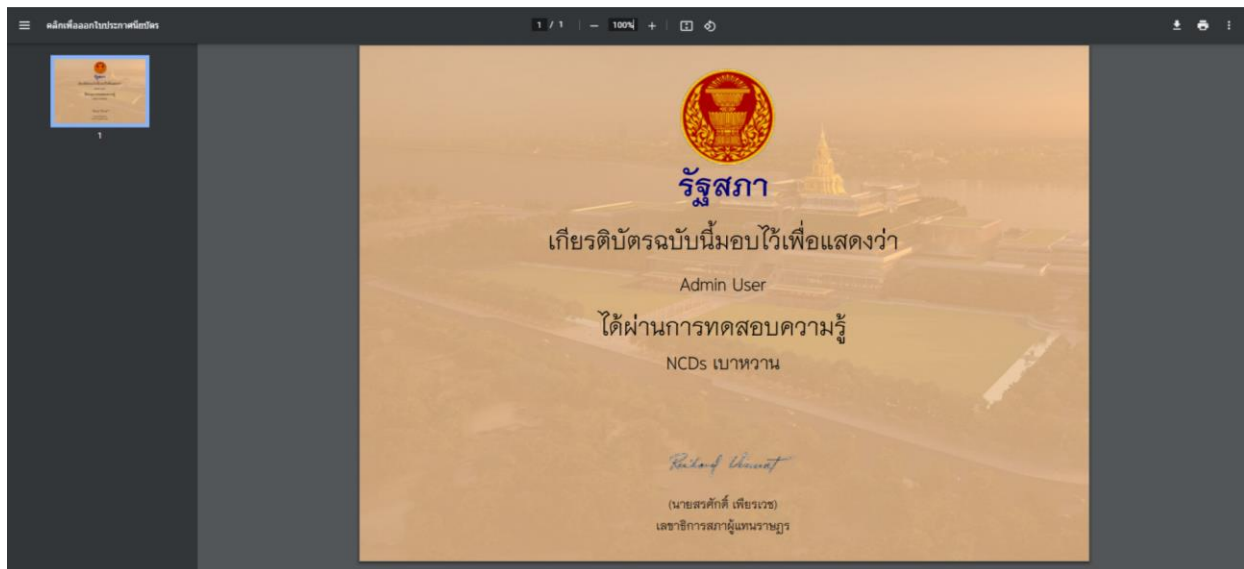 คลิกเพื่อออกใบประกาศนียบัตร
1 / 1
100%
1
รัฐสภา
เกียรติบัตรฉบับนี้มอบไว้เพื่อแสดงว่า
Admin User
ได้ผ่านการทดสอบความรู้
NCDs เบาหวาน
(นายสรศักดิ์ เพียรเวช)
เลขาธิการสภาผู้แทนราษฎร